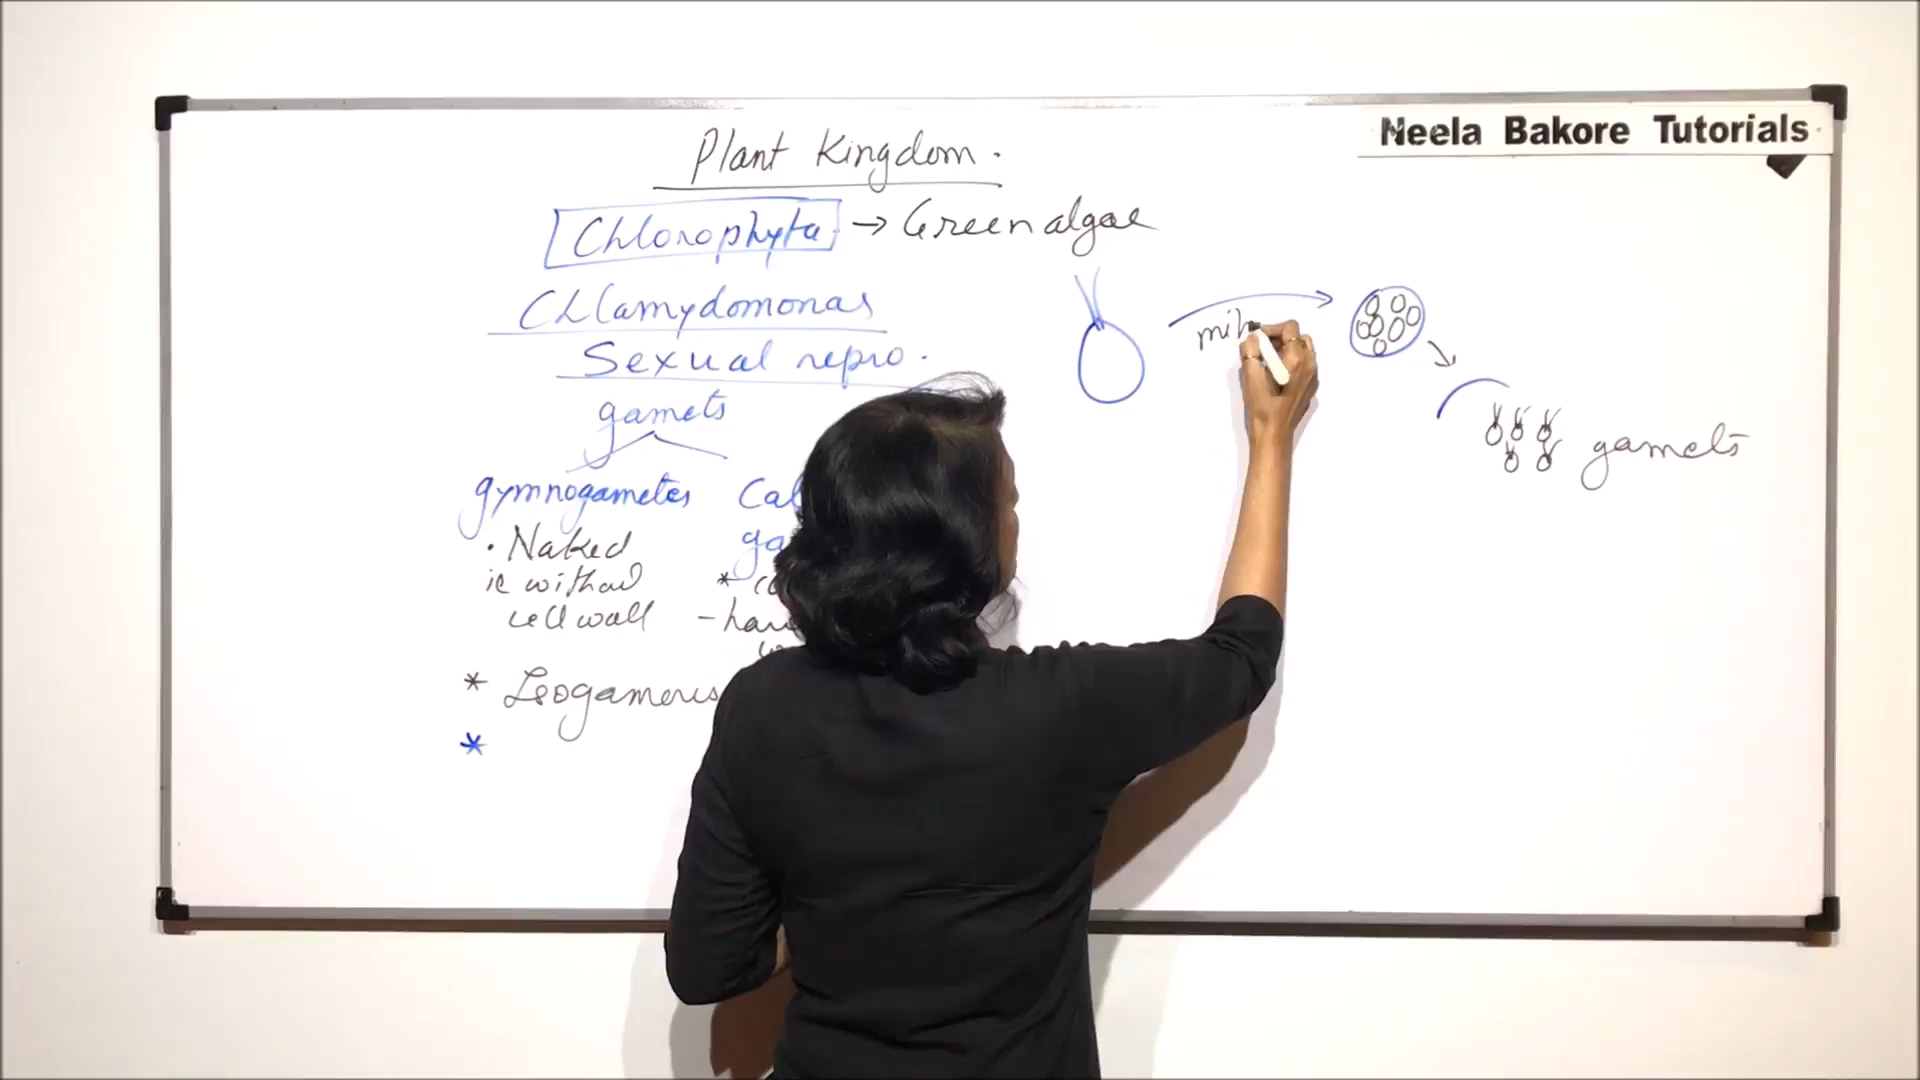 Neela Bakore Tutorials
Plant Kingdom.
Chlorophyta → Green algae
Chlamydomonas
Sexual repro.
gamets
gymnogametes
• Naked
ie without
cell wall
* Isogamous
*
gamets